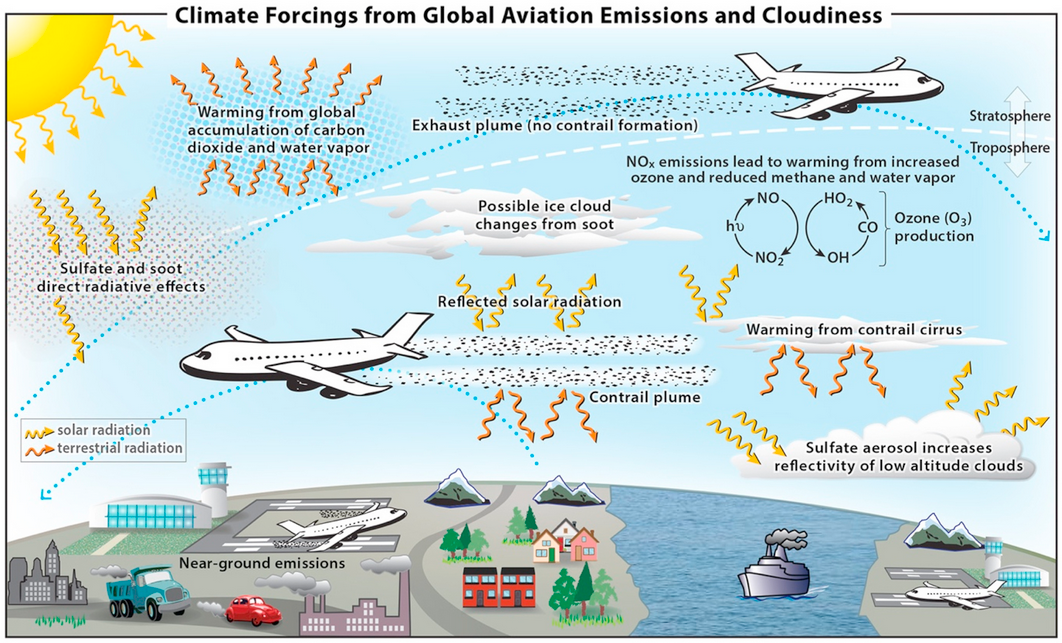 Climate Forcings from Global Aviation Emissions and Cloudiness
Warming from global
accumulation of carbon
dioxide and water vapor
Exhaust plume (no contrail formation)
Stratosphere
Troposphere
NOₓ emissions lead to warming from increased
ozone and reduced methane and water vapor
NO
HO₂
hυ
CO
NO₂
OH
Ozone (O₃)
production
Possible ice cloud
changes from soot
Sulfate and soot
direct radiative effects
Reflected solar radiation
Warming from contrail cirrus
Contrail plume
solar radiation
terrestrial radiation
Sulfate aerosol increases
reflectivity of low altitude clouds
Near-ground emissions